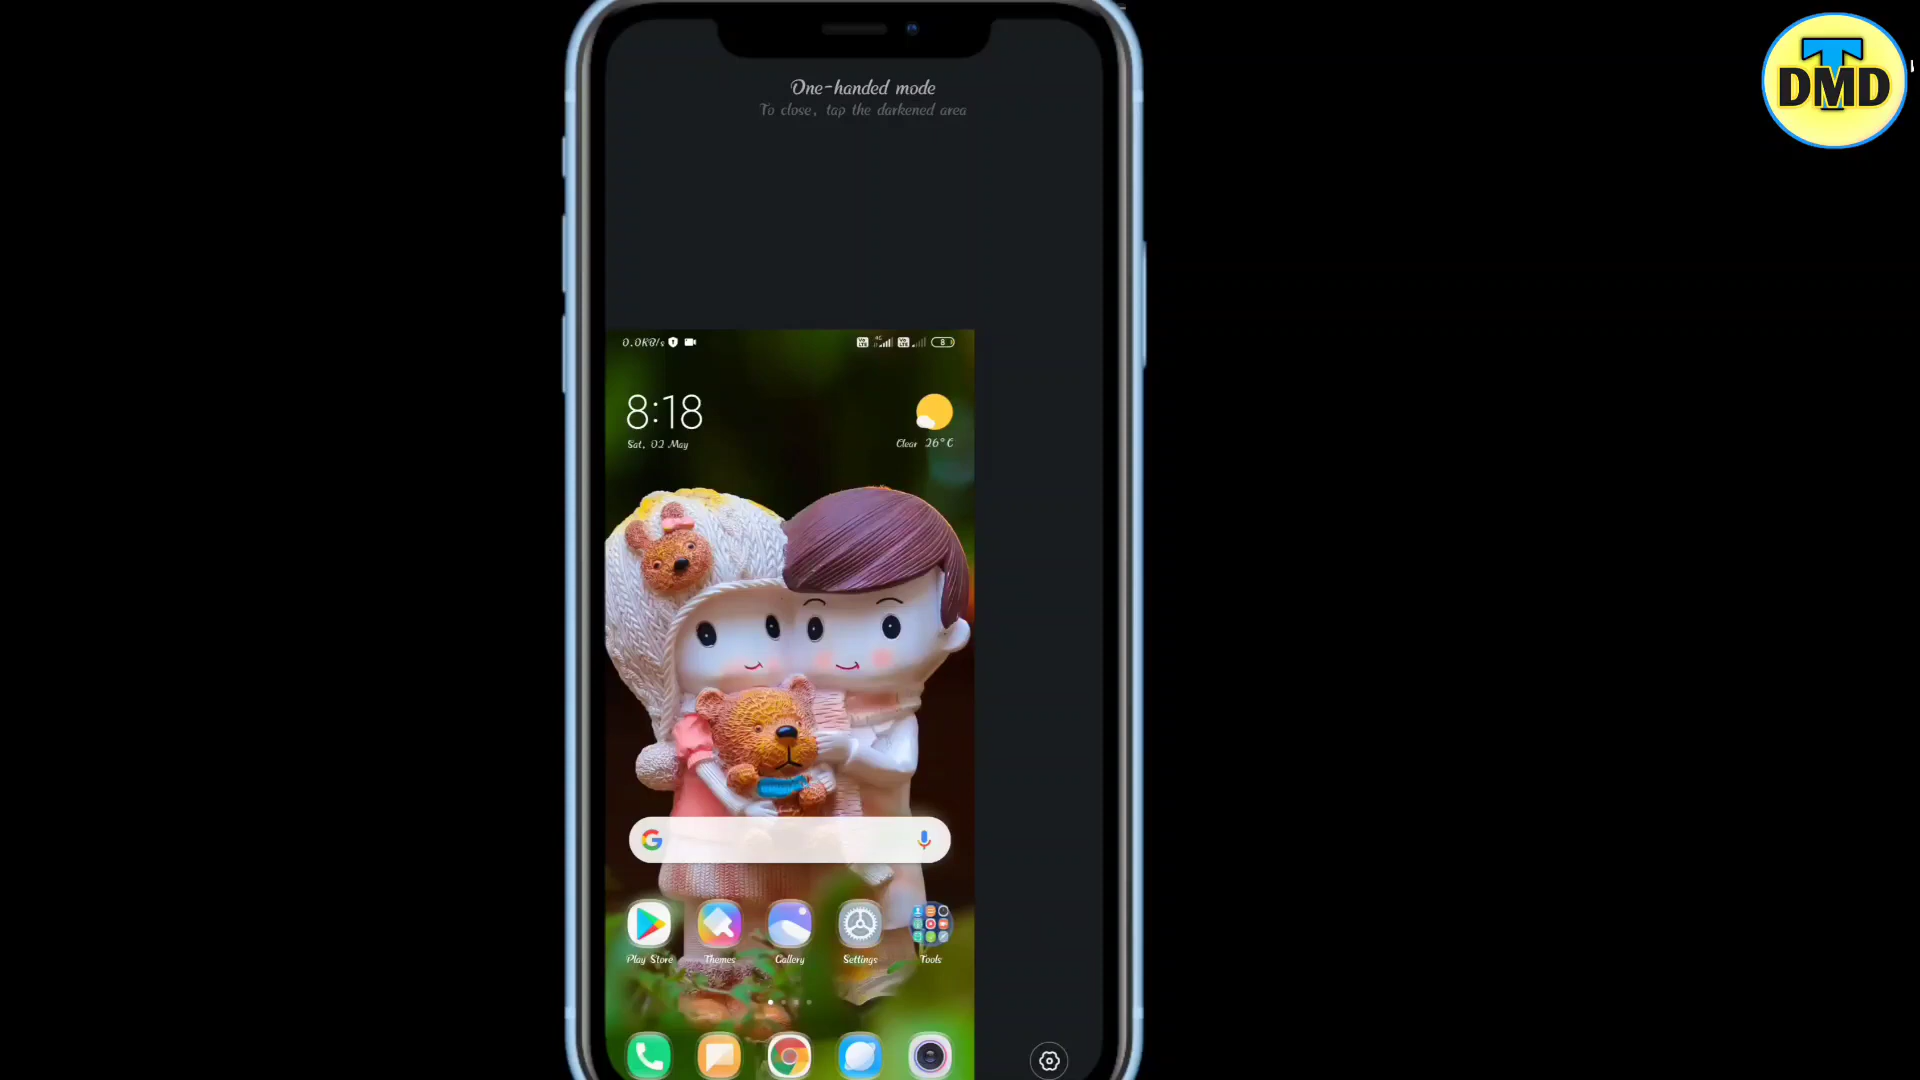 One-handed mode
To close, tap the darkened area
T
DMD
0.0KB/s
8
8:18
Sat, 02 May
Clear 26°C
G
Play Store Themes Gallery Settings Tools